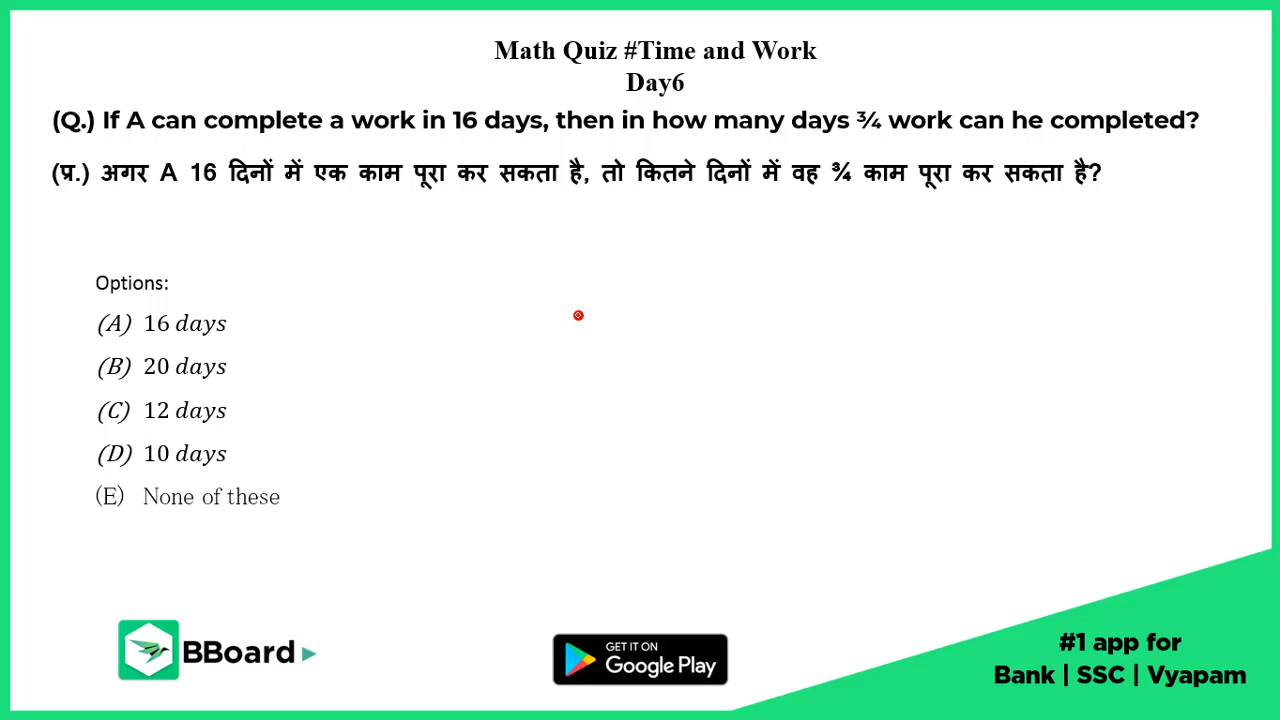 Math Quiz #Time and Work
Day6
(Q.) If A can complete a work in 16 days, then in how many days ¾ work can he completed?
(प्र.) अगर A 16 दिनों में एक काम पूरा कर सकता है, तो कितने दिनों में वह ¾ काम पूरा कर सकता है?
Options:
(A) 16 days
(B) 20 days
(C) 12 days
(D) 10 days
(E) None of these
BBoard
GET IT ON
Google Play
#1 app for
Bank | SSC | Vyapam